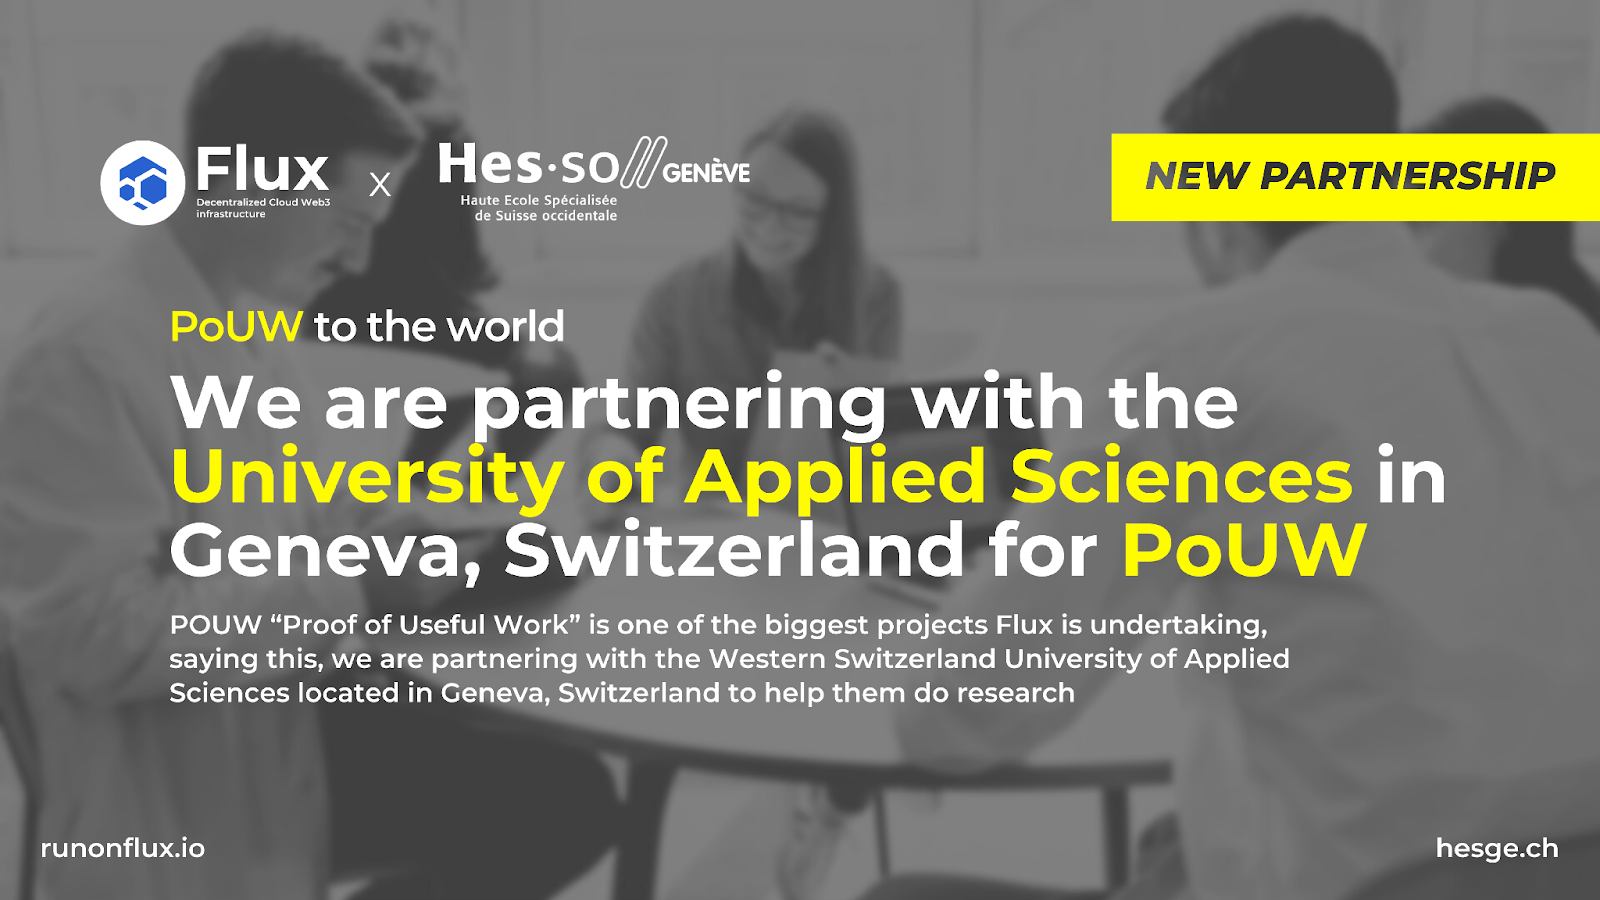 Flux
Decentralized Cloud Web3
infrastructure
X
Hes·so GENÈVE
Haute Ecole Spécialisée
de Suisse occidentale
NEW PARTNERSHIP
PoUW to the world
We are partnering with the
University of Applied Sciences in
Geneva, Switzerland for PoUW
POUW “Proof of Useful Work” is one of the biggest projects Flux is undertaking,
saying this, we are partnering with the Western Switzerland University of Applied
Sciences located in Geneva, Switzerland to help them do research
runonflux.io
hesge.ch